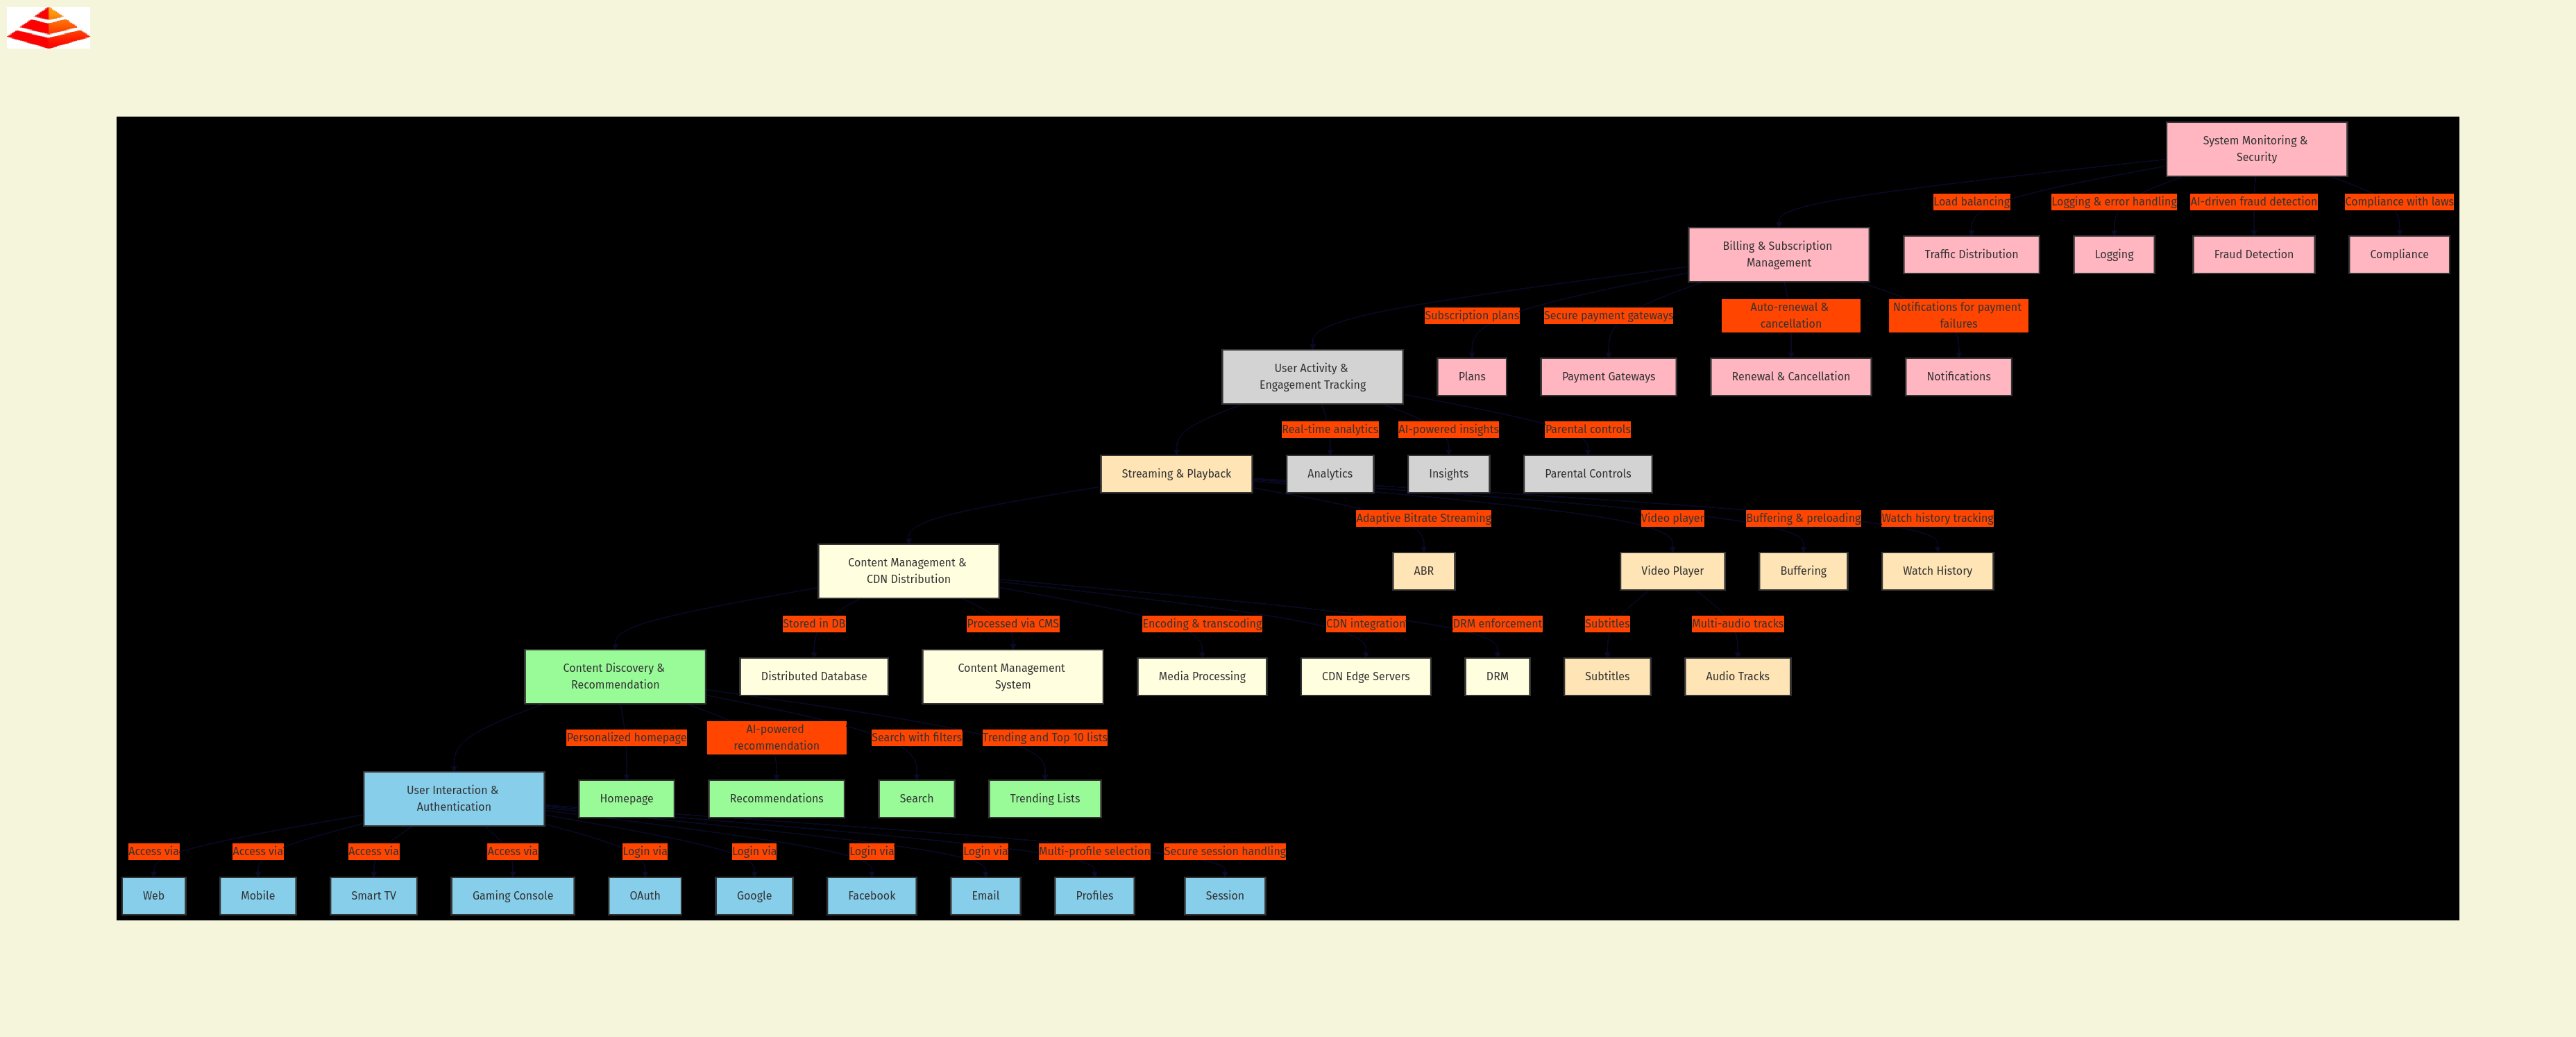 System Monitoring &
Security
Load balancing
Logging & error handling
AI-driven fraud detection
Compliance with laws
Billing & Subscription
Management
Traffic Distribution
Logging
Fraud Detection
Compliance
Subscription plans
Secure payment gateways
Auto-renewal &
cancellation
Notifications for payment
failures
User Activity &
Engagement Tracking
Plans
Payment Gateways
Renewal & Cancellation
Notifications
Real-time analytics
AI-powered insights
Parental controls
Streaming & Playback
Analytics
Insights
Parental Controls
Adaptive Bitrate Streaming
Video player
Buffering & preloading
Watch history tracking
Content Management &
CDN Distribution
ABR
Video Player
Buffering
Watch History
Stored in DB
Processed via CMS
Encoding & transcoding
CDN integration
DRM enforcement
Subtitles
Multi-audio tracks
Content Discovery &
Recommendation
Distributed Database
Content Management
System
Media Processing
CDN Edge Servers
DRM
Subtitles
Audio Tracks
Personalized homepage
AI-powered
recommendation
Search with filters
Trending and Top 10 lists
User Interaction &
Authentication
Homepage
Recommendations
Search
Trending Lists
Access via
Access via
Access via
Access via
Login via
Login via
Login via
Login via
Multi-profile selection
Secure session handling
Web
Mobile
Smart TV
Gaming Console
OAuth
Google
Facebook
Email
Profiles
Session